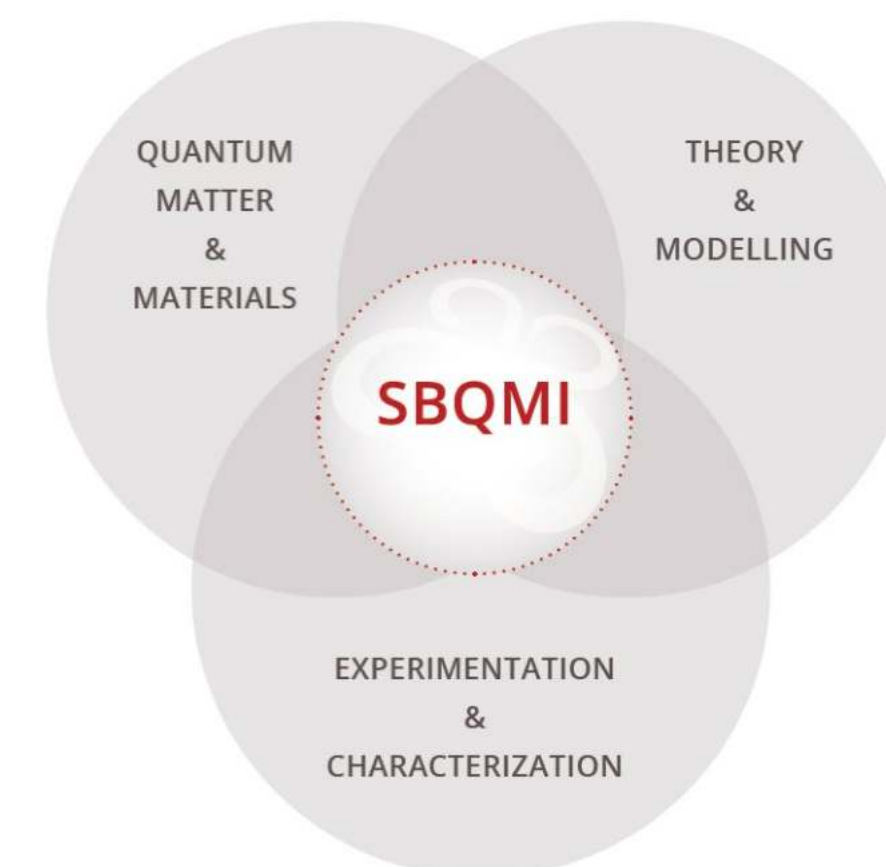 QUANTUM
MATTER
&
MATERIALS
THEORY
&
MODELLING
SBQMI
EXPERIMENTATION
&
CHARACTERIZATION